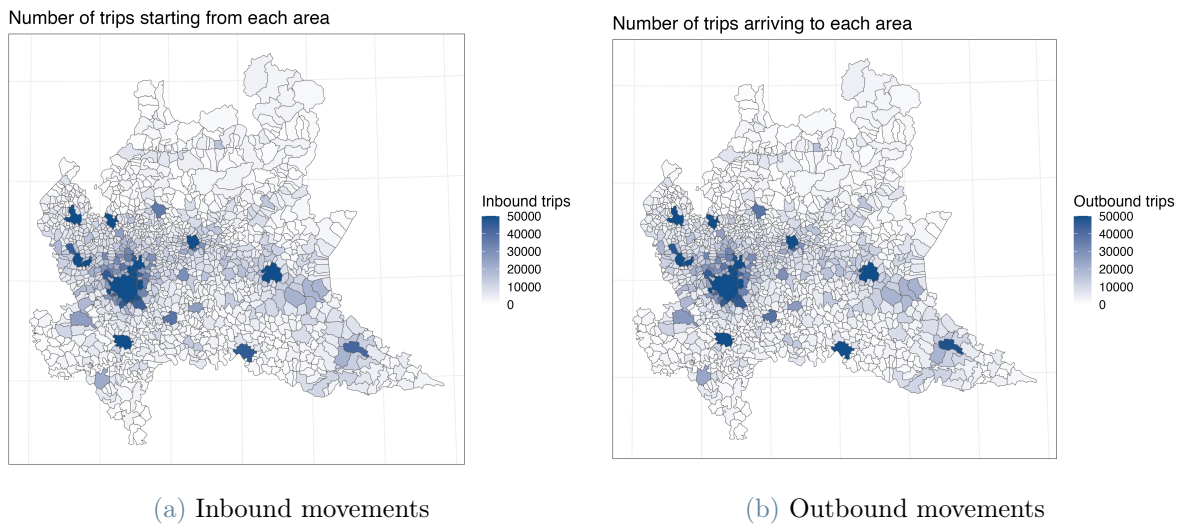 Number of trips starting from each area
Inbound trips
50000
40000
30000
20000
10000
0
(a) Inbound movements
Number of trips arriving to each area
Outbound trips
50000
40000
30000
20000
10000
0
(b) Outbound movements